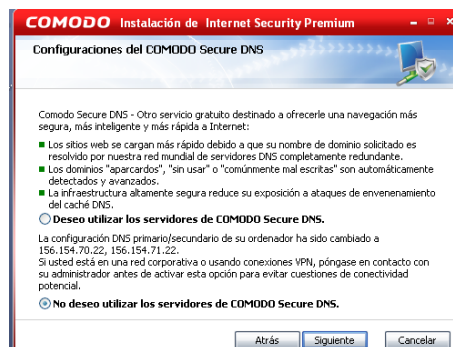 COMODO Instalación de Internet Security Premium
Configuraciones del COMODO Secure DNS
Comodo Secure DNS - Otro servicio gratuito destinado a ofrecerle una navegación más
segura, más inteligente y más rápida a Internet:
Los sitios web se cargan más rápido debido a que su nombre de dominio solicitado es
resolvido por nuestra red mundial de servidores DNS completamente redundante.
Los dominios "aparcardos", "sin usar" o "comúnmente mal escritas" son automáticamente
detectados y avanzados.
La infraestructura altamente segura reduce su exposición a ataques de envenenamiento
del caché DNS.
Deseo utilizar los servidores de COMODO Secure DNS.
La configuración DNS primario/secundario de su ordenador ha sido cambiado a
156.154.70.22, 156.154.71.22.
Si usted está en una red corporativa o usando conexiones VPN, póngase en contacto con
su administrador antes de activar esta opción para evitar cuestiones de conectividad
potencial.
No deseo utilizar los servidores de COMODO Secure DNS.
Atrás Siguiente Cancelar